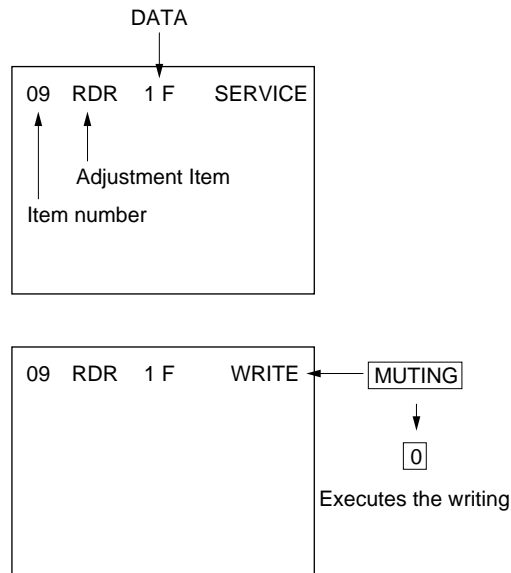 DATA
09 RDR 1 F SERVICE
Adjustment Item
Item number
09 RDR 1 F WRITE
MUTING
0
Executes the writing